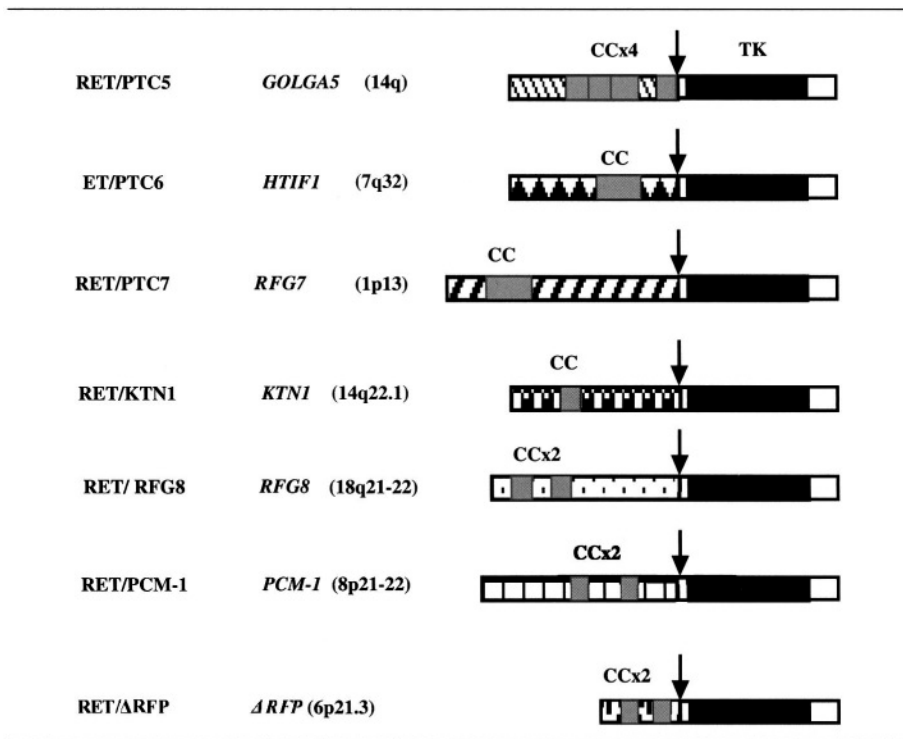 CCx4 TK
RET/PTC5 GOLGA5 (14q)
CC
ET/PTC6 HTIF1 (7q32)
CC
RET/PTC7 RFG7 (1p13)
CC
RET/KTN1 KTN1 (14q22.1)
CCx2
RET/ RFG8 RFG8 (18q21-22)
CCx2
RET/PCM-1 PCM-1 (8p21-22)
CCx2
RET/ΔRFP ΔRFP (6p21.3)